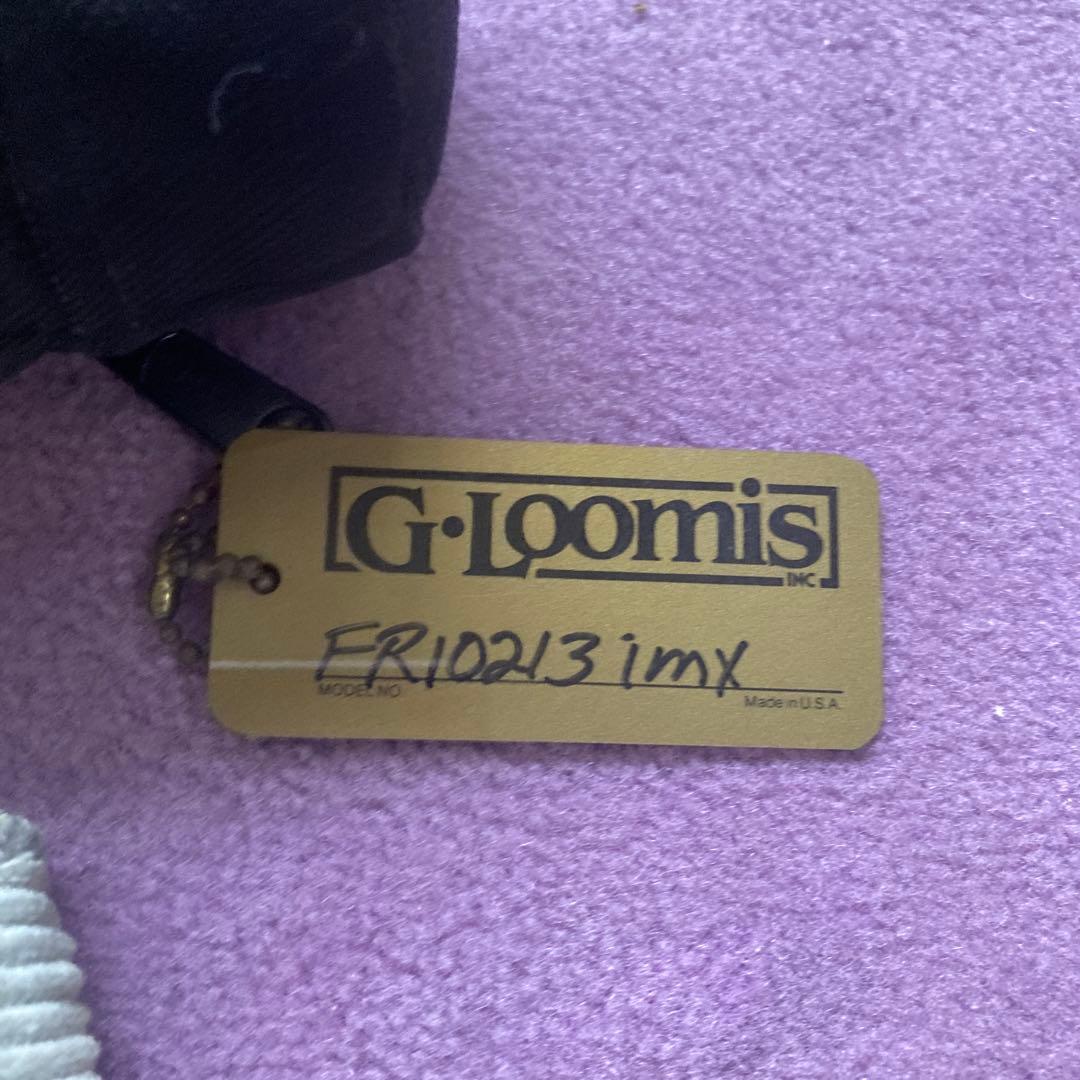 G·Loomis
INC
FR10213 imx
MODEL NO.
Made in U.S.A.